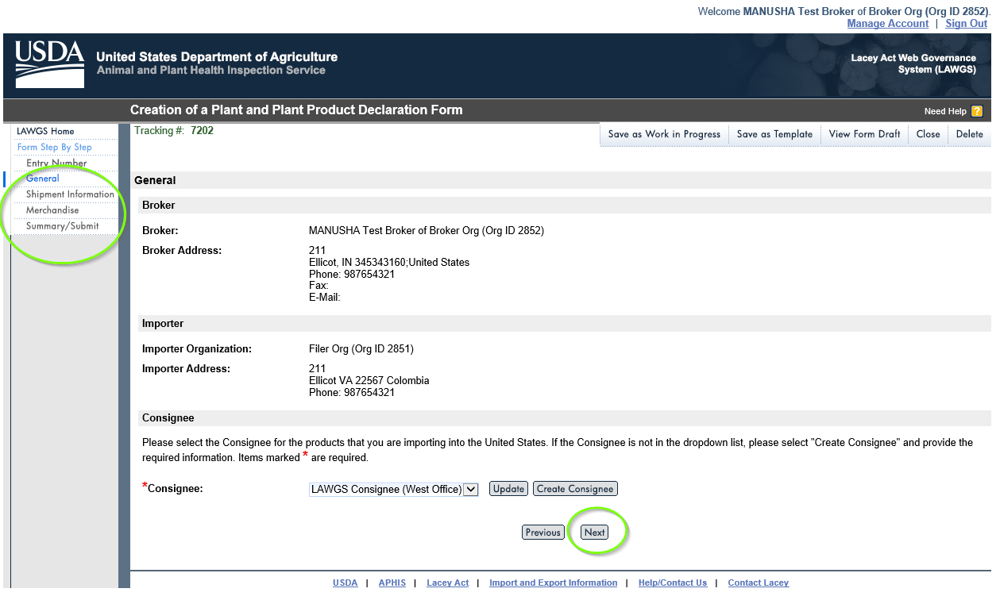 Welcome MANUSHA Test Broker of Broker Org (Org ID 2852).
Manage Account | Sign Out
USDA
United States Department of Agriculture
Animal and Plant Health Inspection Service
Lacey Act Web Governance
System (LAWGS)
Creation of a Plant and Plant Product Declaration Form
Need Help ?
LAWGS Home
Form Step By Step
Entry Number
General
Shipment Information
Merchandise
Summary/Submit
Tracking #: 7202
Save as Work in Progress
Save as Template
View Form Draft
Close
Delete
General
Broker
Broker: MANUSHA Test Broker of Broker Org (Org ID 2852)
Broker Address: 211
Ellicot, IN 345343160;United States
Phone: 987654321
Fax:
E-Mail:
Importer
Importer Organization: Filer Org (Org ID 2851)
Importer Address: 211
Ellicot VA 22567 Colombia
Phone: 987654321
Consignee
Please select the Consignee for the products that you are importing into the United States. If the Consignee is not in the dropdown list, please select "Create Consignee" and provide the
required information. Items marked * are required.
*Consignee: LAWGS Consignee (West Office) Update Create Consignee
Previous Next
USDA | APHIS | Lacey Act | Import and Export Information | Help/Contact Us | Contact Lacey